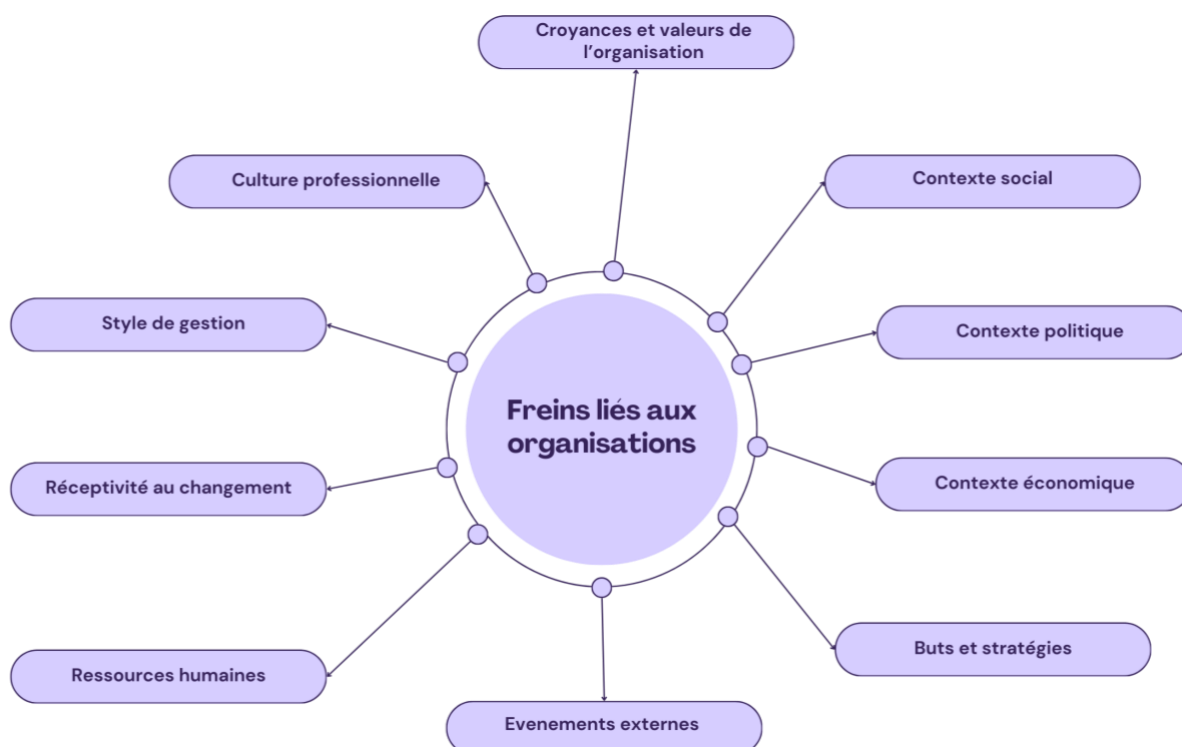 Croyances et valeurs de
l'organisation
Culture professionnelle
Contexte social
Style de gestion
Contexte politique
Freins liés aux
organisations
Réceptivité au changement
Contexte économique
Ressources humaines
Buts et stratégies
Evenements externes